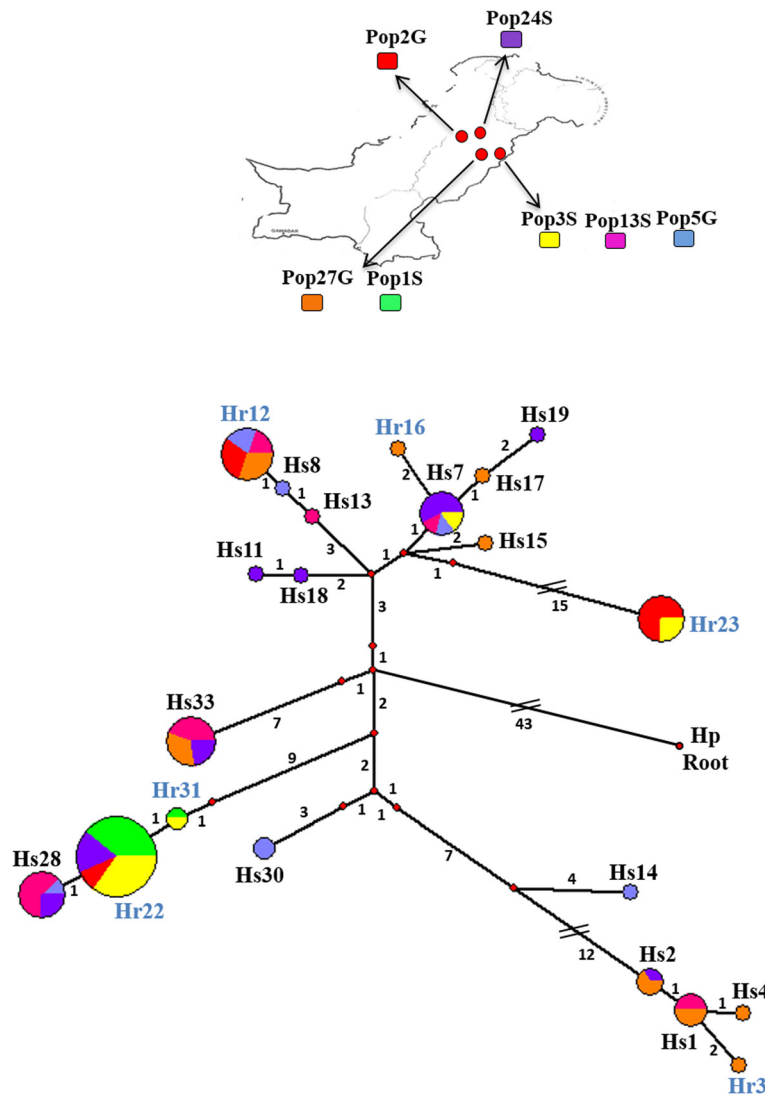 Pop24S
Pop2G
Pop3S Pop13S Pop5G
GAWADAR
Pop27G Pop1S
Hr12
Hs19
Hr16
2
Hs8
2
Hs7
Hs17
1
1
1
Hs13
1
2
Hs15
Hs11
3
1
1
1
Hs18
2
15
Hr23
3
1
1
Hs33
2
43
7
Hp
Root
9
Hr31
2
1
1
1
3
1
1
Hs28
7
Hs30
4
Hs14
1
Hr22
12
Hs2
1
Hs4
1
Hs1
2
Hr3